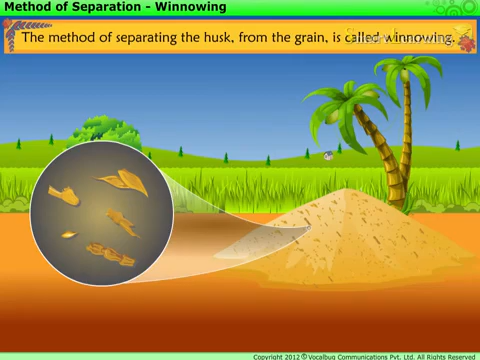 Method of Separation - Winnowing
The method of separating the husk, from the grain, is called, winnowing.
Copyright 2012 © Vocalbug Communications Pvt. Ltd. All Rights Reserved